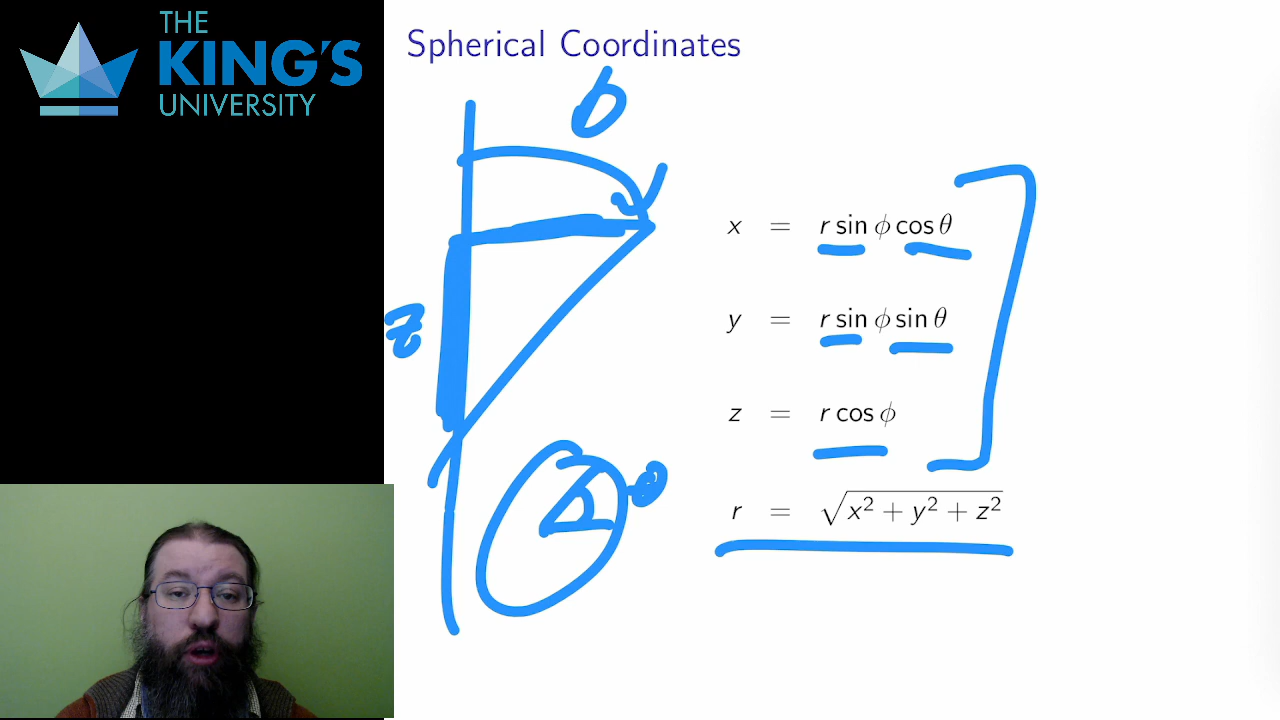 THE
KING'S
UNIVERSITY
Spherical Coordinates
ϕ
x = r sin ϕ cos θ
y = r sin ϕ sin θ
z
z = r cos ϕ
θ
r = √(x² + y² + z²)